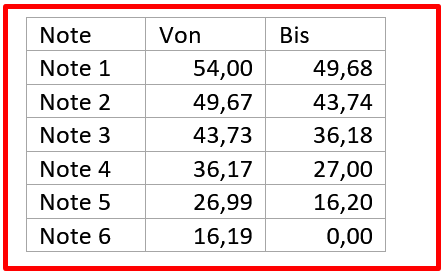 Note Von Bis
Note 1 54,00 49,68
Note 2 49,67 43,74
Note 3 43,73 36,18
Note 4 36,17 27,00
Note 5 26,99 16,20
Note 6 16,19 0,00